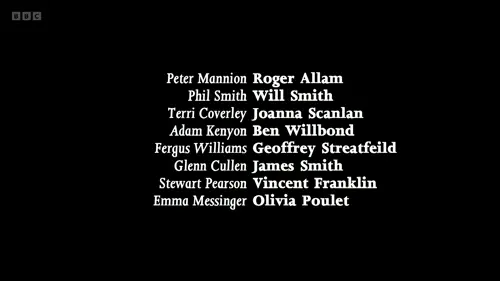 BBC
Peter Mannion Roger Allam
Phil Smith Will Smith
Terri Coverley Joanna Scanlan
Adam Kenyon Ben Willbond
Fergus Williams Geoffrey Streatfeild
Glenn Cullen James Smith
Stewart Pearson Vincent Franklin
Emma Messinger Olivia Poulet